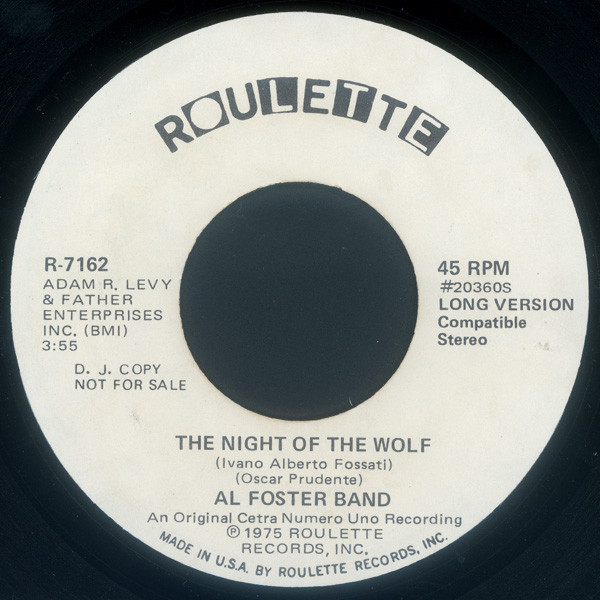 ROULETTE
R-7162
ADAM R. LEVY
& FATHER
ENTERPRISES
INC. (BMI)
3:55
D. J. COPY
NOT FOR SALE
45 RPM
#20360S
LONG VERSION
Compatible
Stereo
THE NIGHT OF THE WOLF
(Ivano Alberto Fossati)
(Oscar Prudente)
AL FOSTER BAND
An Original Cetra Numero Uno Recording
℗ 1975 ROULETTE
RECORDS, INC.
MADE IN U.S.A. BY ROULETTE RECORDS, INC.